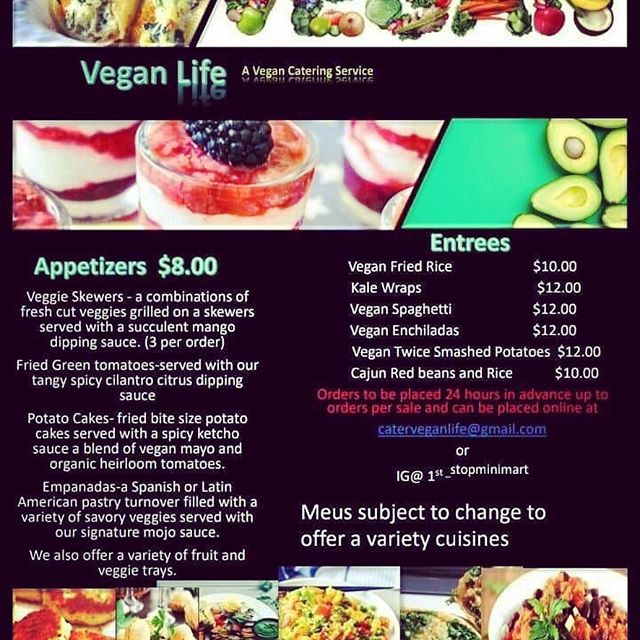 Vegan Life A Vegan Catering Service
Appetizers $8.00
Veggie Skewers - a combinations of
fresh cut veggies grilled on a skewers
served with a succulent mango
dipping sauce. (3 per order)
Fried Green tomatoes-served with our
tangy spicy cilantro citrus dipping
sauce
Potato Cakes- fried bite size potato
cakes served with a spicy ketcho
sauce a blend of vegan mayo and
organic heirloom tomatoes.
Empanadas-a Spanish or Latin
American pastry turnover filled with a
variety of savory veggies served with
our signature mojo sauce.
We also offer a variety of fruit and
veggie trays.
Entrees
Vegan Fried Rice $10.00
Kale Wraps $12.00
Vegan Spaghetti $12.00
Vegan Enchiladas $12.00
Vegan Twice Smashed Potatoes $12.00
Cajun Red beans and Rice $10.00
Orders to be placed 24 hours in advance up to
orders per sale and can be placed online at
caterveganlife@gmail.com
or
IG@ 1st_stopminimart
Meus subject to change to
offer a variety cuisines